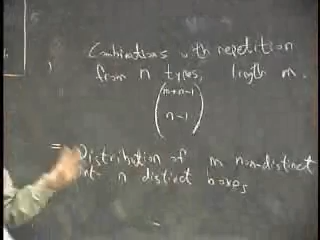 Combinations with repetition
from n types, length m.
(m+n-1
n-1)
= Distribution of m non-distinct
into n distinct boxes